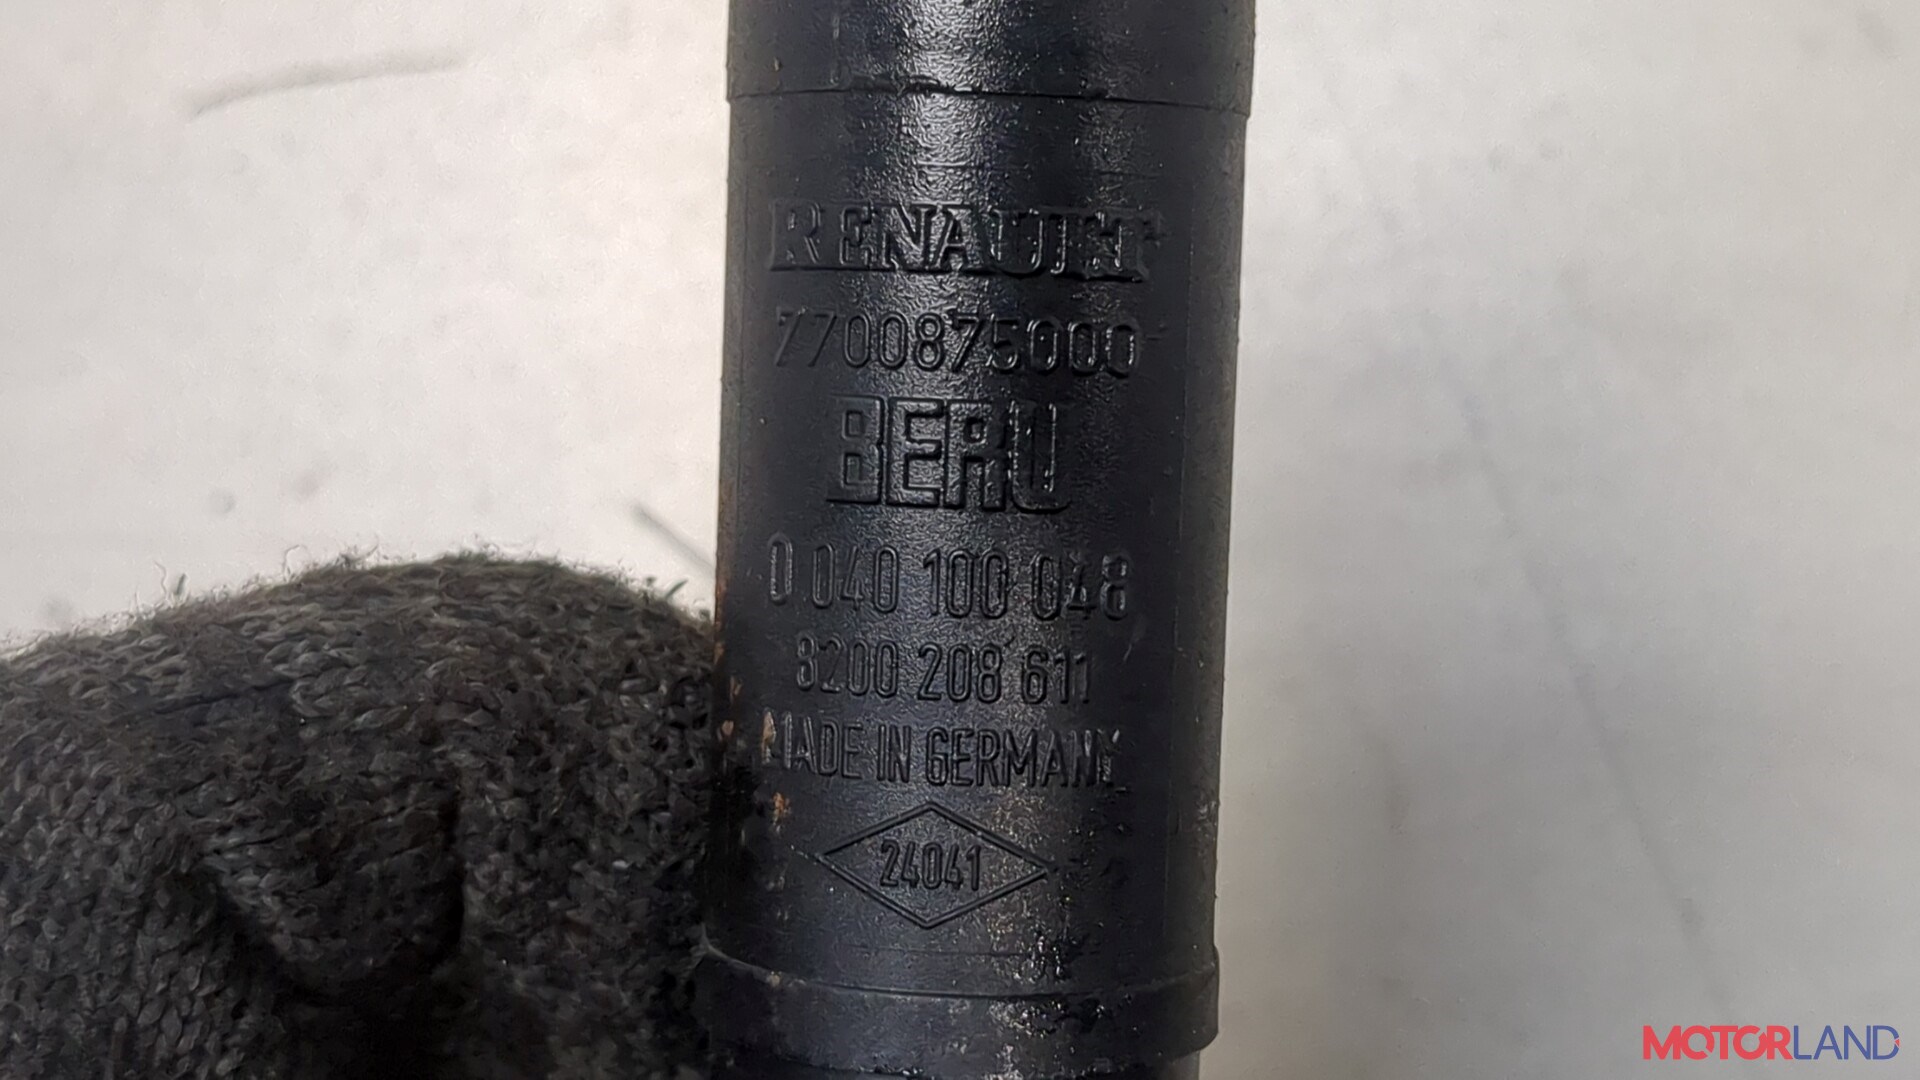 RENAULT
7700875000
BERU
0 040 100 048
8200 208 611
MADE IN GERMANY
24041
MOTORLAND